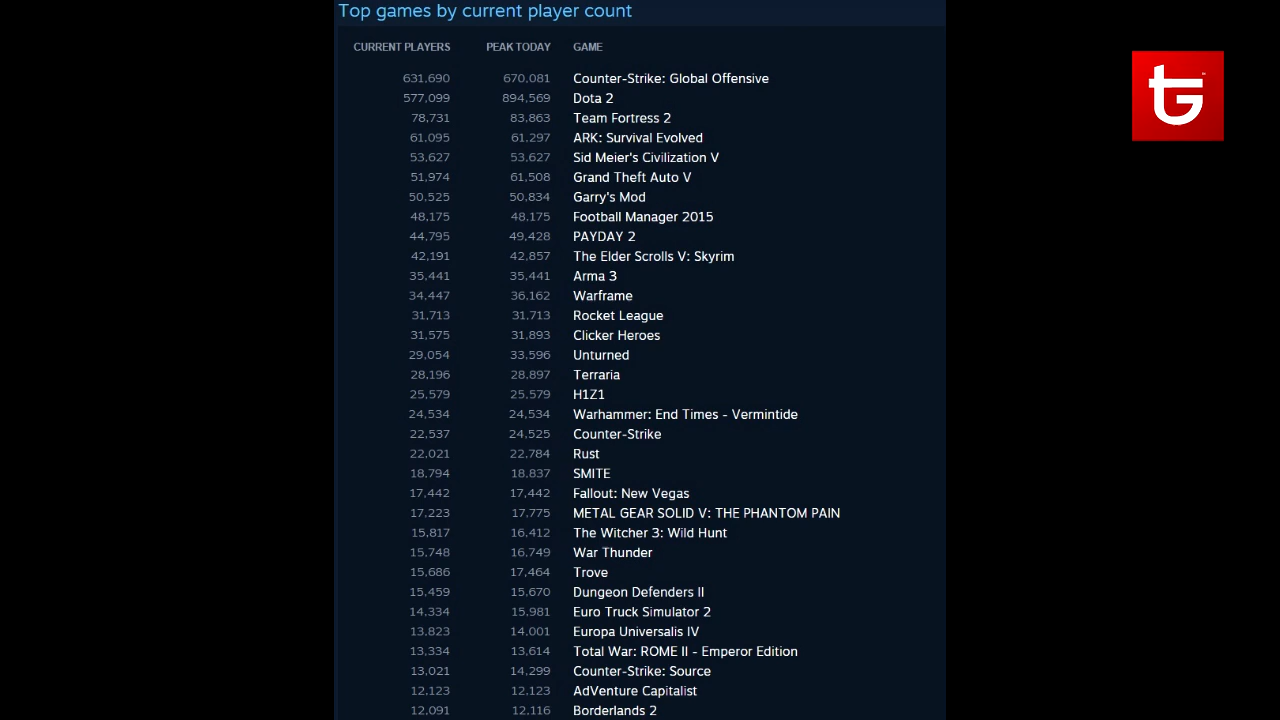 Top games by current player count
CURRENT PLAYERS PEAK TODAY GAME
631,690 670,081 Counter-Strike: Global Offensive
577,099 894,569 Dota 2
78,731 83,863 Team Fortress 2
61,095 61,297 ARK: Survival Evolved
53,627 53,627 Sid Meier's Civilization V
51,974 61,508 Grand Theft Auto V
50,525 50,834 Garry's Mod
48,175 48,175 Football Manager 2015
44,795 49,428 PAYDAY 2
42,191 42,857 The Elder Scrolls V: Skyrim
35,441 35,441 Arma 3
34,447 36,162 Warframe
31,713 31,713 Rocket League
31,575 31,893 Clicker Heroes
29,054 33,596 Unturned
28,196 28,897 Terraria
25,579 25,579 H1Z1
24,534 24,534 Warhammer: End Times - Vermintide
22,537 24,525 Counter-Strike
22,021 22,784 Rust
18,794 18,837 SMITE
17,442 17,442 Fallout: New Vegas
17,223 17,775 METAL GEAR SOLID V: THE PHANTOM PAIN
15,817 16,412 The Witcher 3: Wild Hunt
15,748 16,749 War Thunder
15,686 17,464 Trove
15,459 15,670 Dungeon Defenders II
14,334 15,981 Euro Truck Simulator 2
13,823 14,001 Europa Universalis IV
13,334 13,614 Total War: ROME II - Emperor Edition
13,021 14,299 Counter-Strike: Source
12,123 12,123 AdVenture Capitalist
12,091 12,116 Borderlands 2
tG